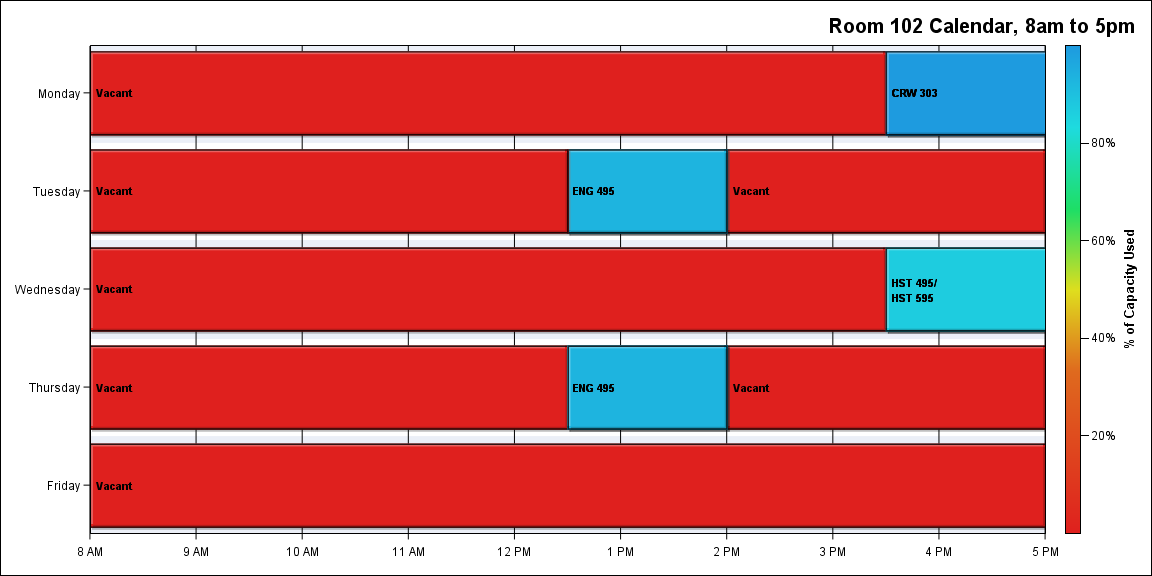 Room 102 Calendar, 8am to 5pm
Monday
Vacant
CRW 303
80%
Tuesday
Vacant
ENG 495
Vacant
60%
% of Capacity Used
Wednesday
Vacant
HST 495/
HST 595
40%
Thursday
Vacant
ENG 495
Vacant
20%
Friday
Vacant
8 AM
9 AM
10 AM
11 AM
12 PM
1 PM
2 PM
3 PM
4 PM
5 PM